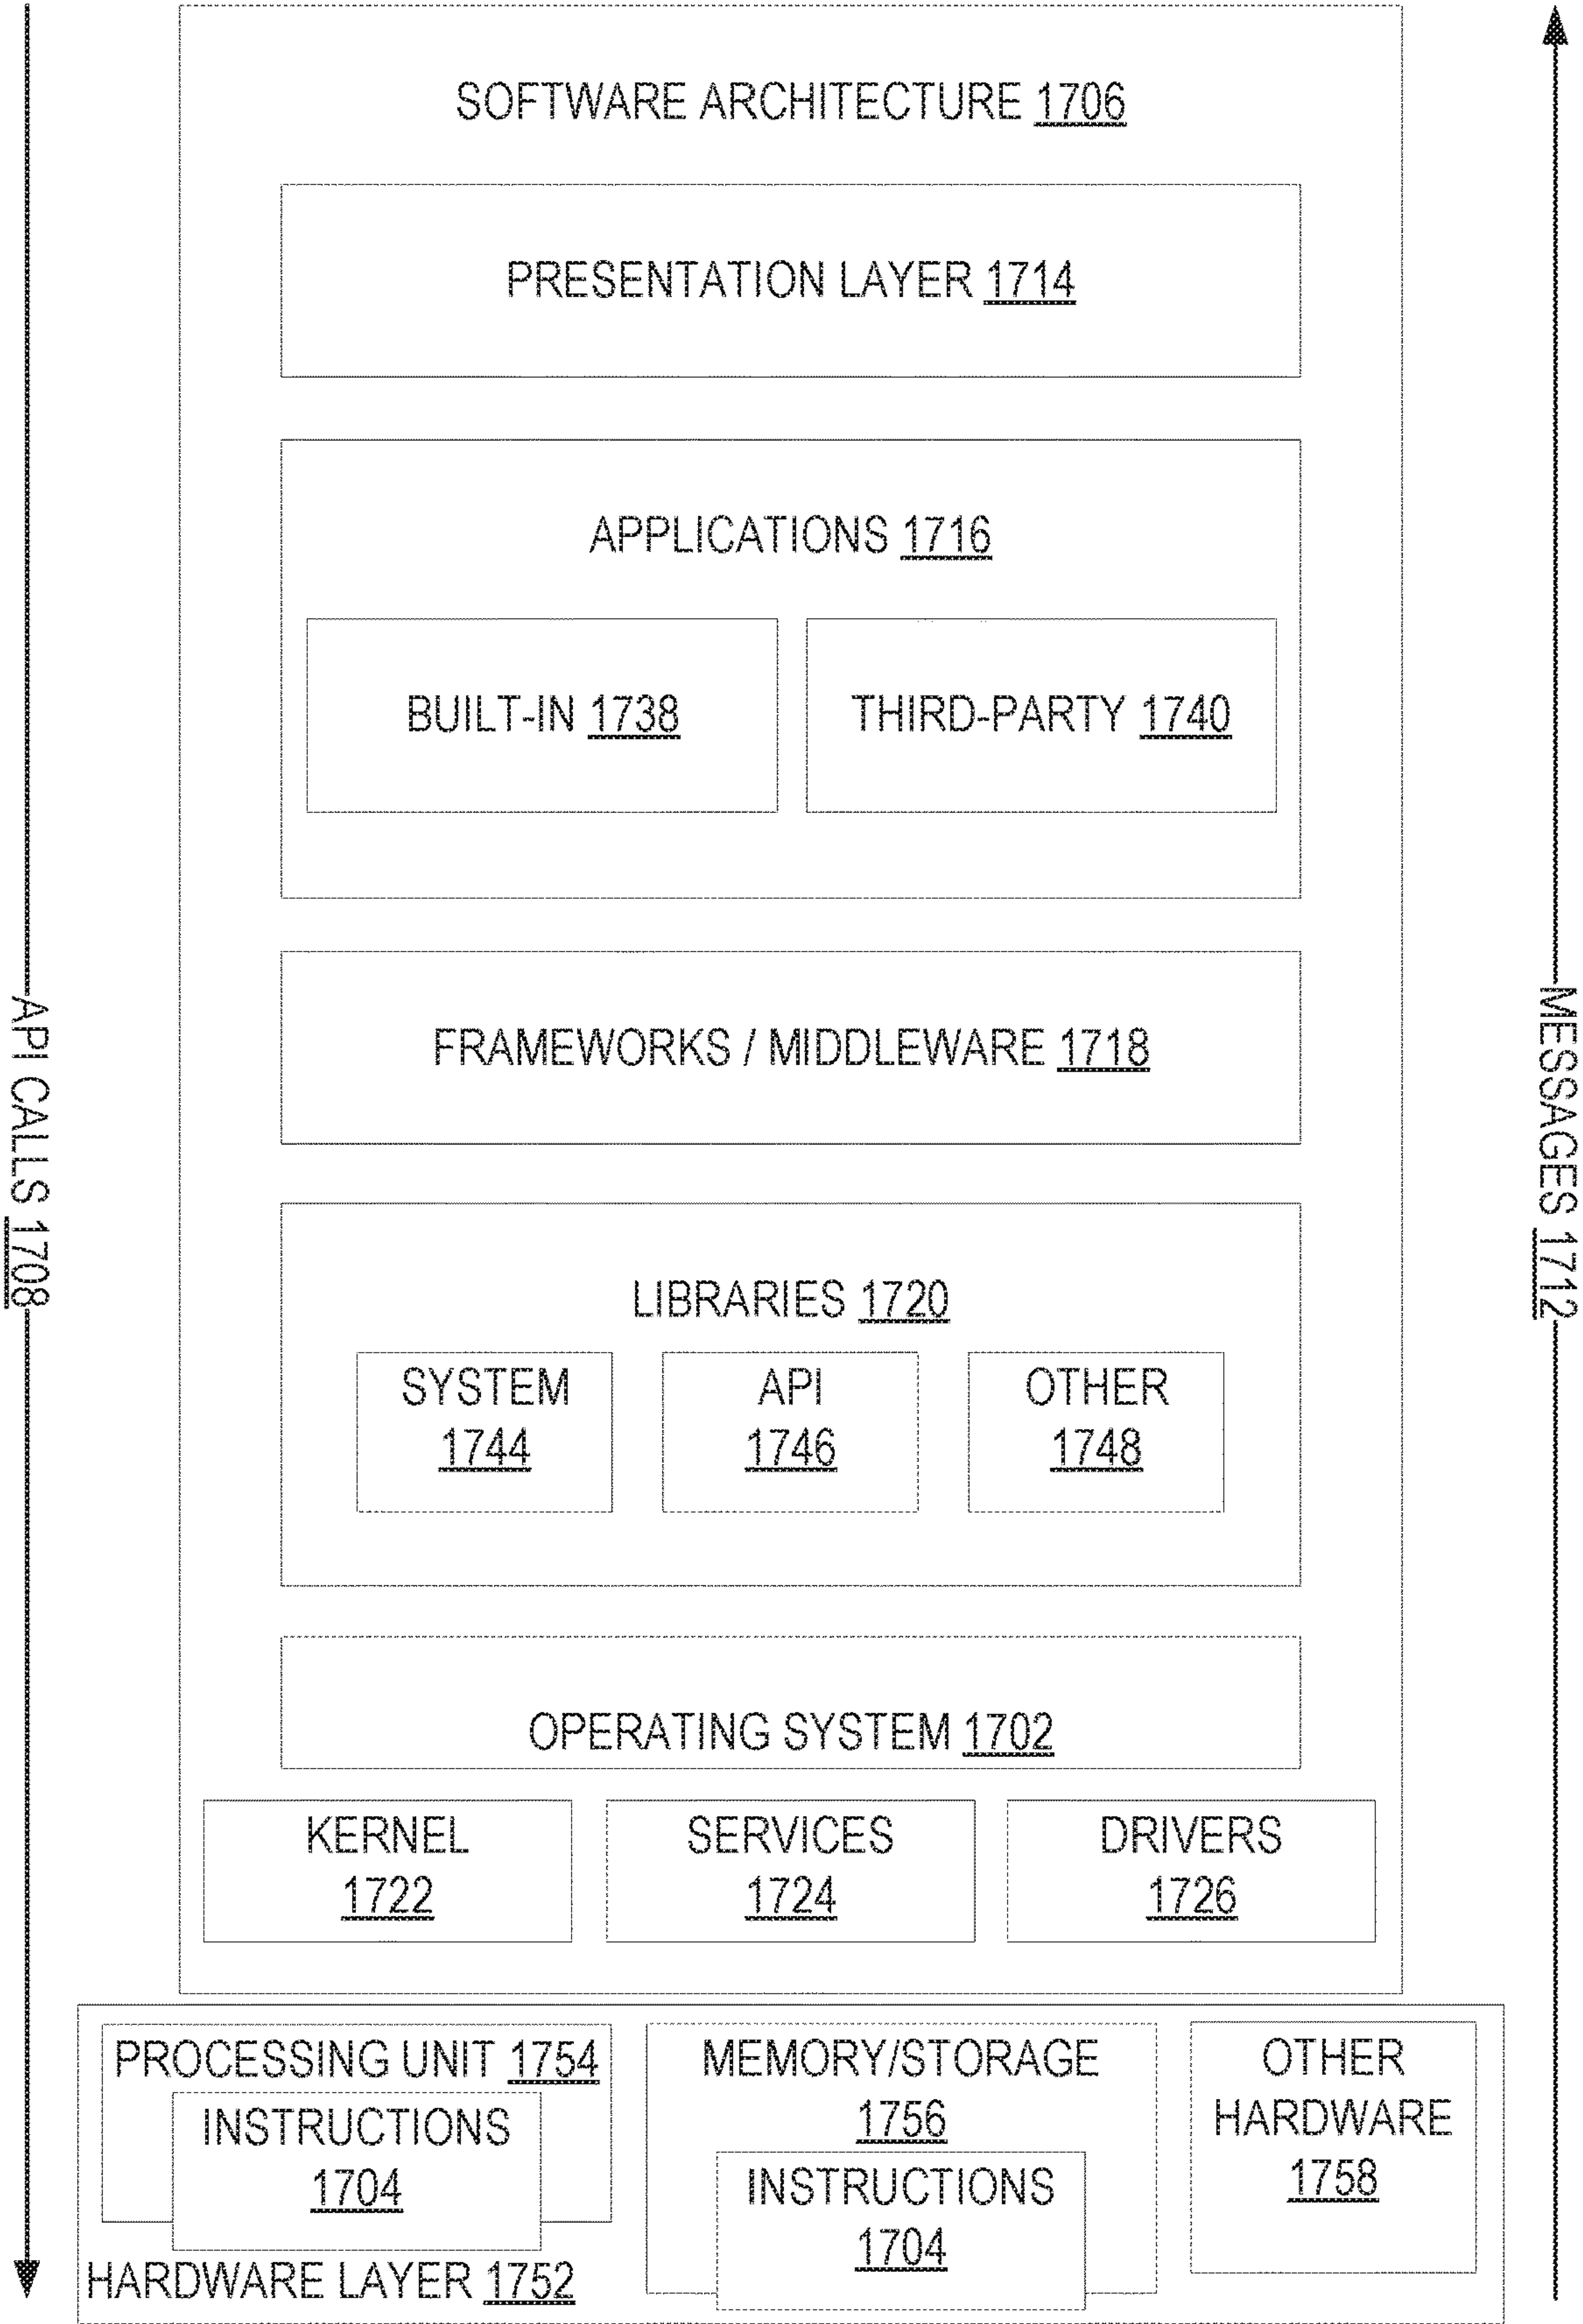 SOFTWARE ARCHITECTURE 1706
PRESENTATION LAYER 1714
APPLICATIONS 1716
BUILT-IN 1738
THIRD-PARTY 1740
FRAMEWORKS / MIDDLEWARE 1718
API CALLS 1708
MESSAGES 1712
LIBRARIES 1720
SYSTEM
1744
API
1746
OTHER
1748
OPERATING SYSTEM 1702
KERNEL
1722
SERVICES
1724
DRIVERS
1726
PROCESSING UNIT 1754
INSTRUCTIONS
1704
MEMORY/STORAGE
1756
INSTRUCTIONS
1704
OTHER
HARDWARE
1758
HARDWARE LAYER 1752